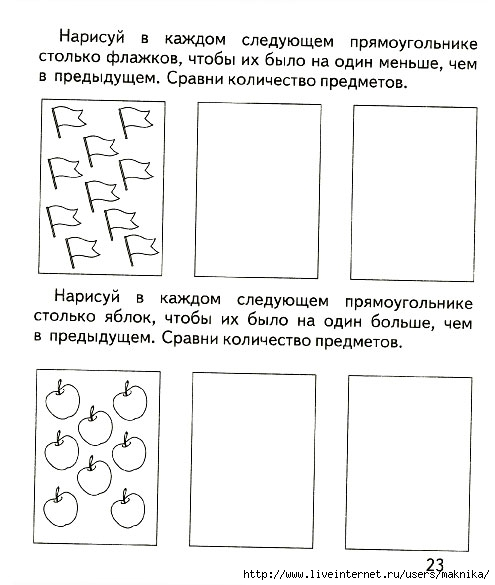 Нарисуй в каждом следующем прямоугольнике
столько флажков, чтобы их было на один меньше, чем
в предыдущем. Сравни количество предметов.
Нарисуй в каждом следующем прямоугольнике
столько яблок, чтобы их было на один больше, чем
в предыдущем. Сравни количество предметов.
23
http://www.liveinternet.ru/users/maknika/